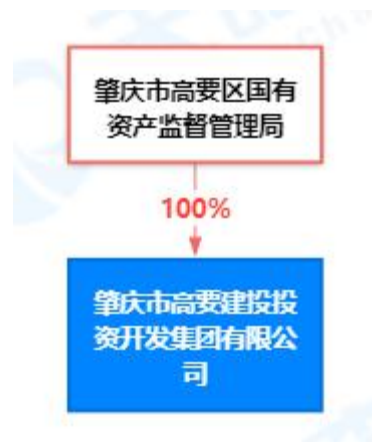 肇庆市高要区国有
资产监督管理局
100%
肇庆市高要建投投
资开发集团有限公
司